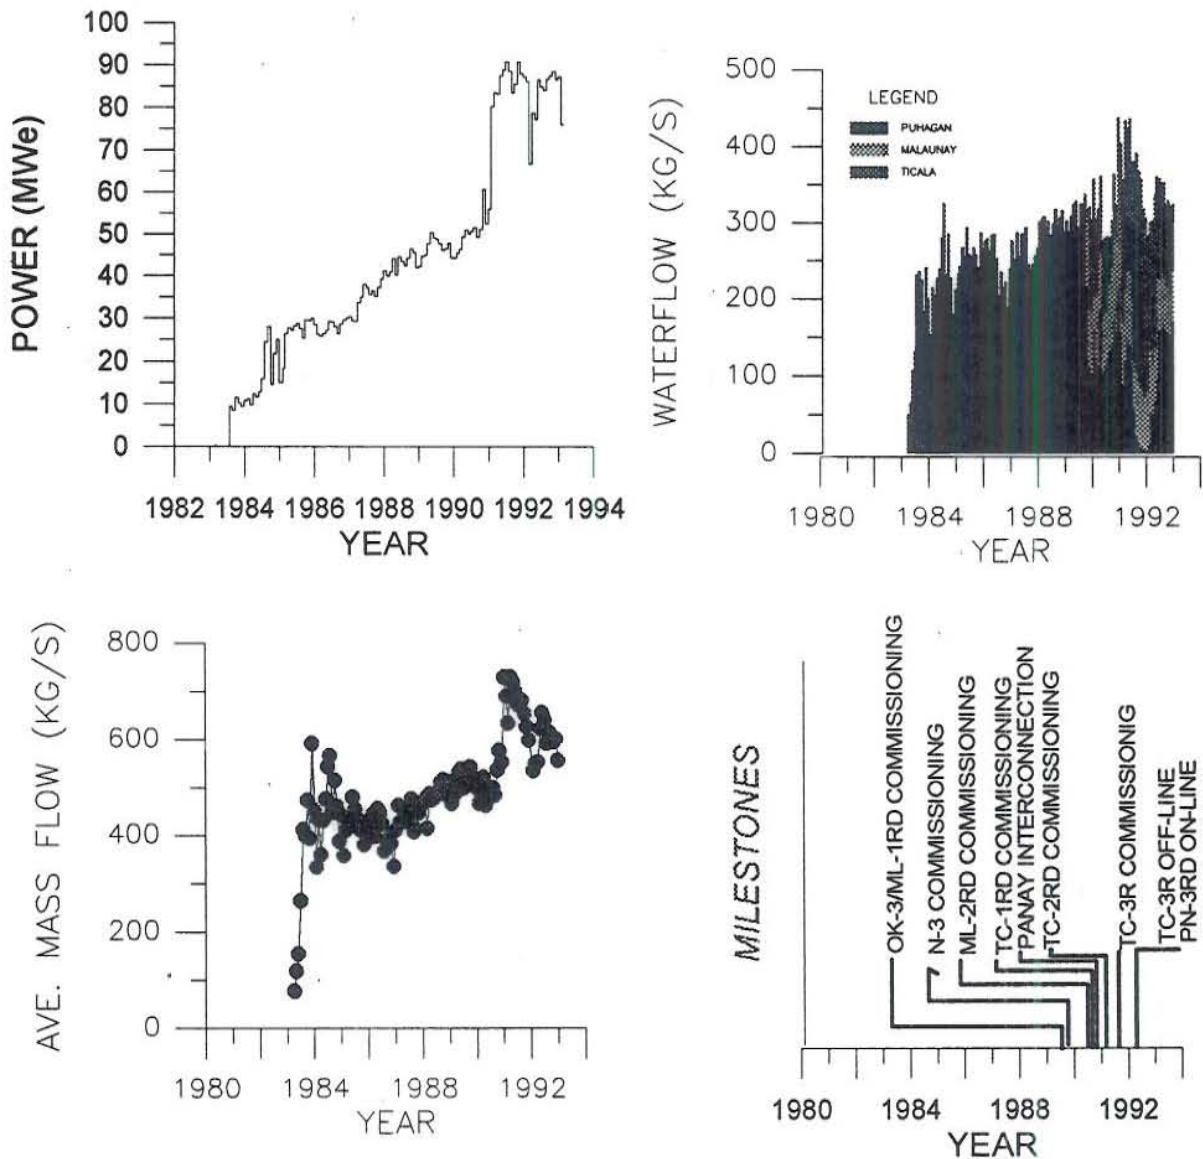 POWER (MWe)
100
90
80
70
60
50
40
30
20
10
0
1982 1984 1986 1988 1990 1992 1994
YEAR
WATERFLOW (KG/S)
500
400
300
200
100
0
LEGEND
PUHAGAN
MALAUNAY
TICALA
1980 1984 1988 1992
YEAR
AVE. MASS FLOW (KG/S)
800
600
400
200
0
1980 1984 1988 1992
YEAR
MILESTONES
OK-3/ML-1RD COMMISSIONING
N-3 COMMISSIONING
ML-2RD COMMISSIONING
TC-1RD COMMISSIONING
PANAY INTERCONNECTION
TC-2RD COMMISSIONING
TC-3R COMMISSIONIG
TC-3R OFF-LINE
PN-3RD ON-LINE
1980 1984 1988 1992
YEAR